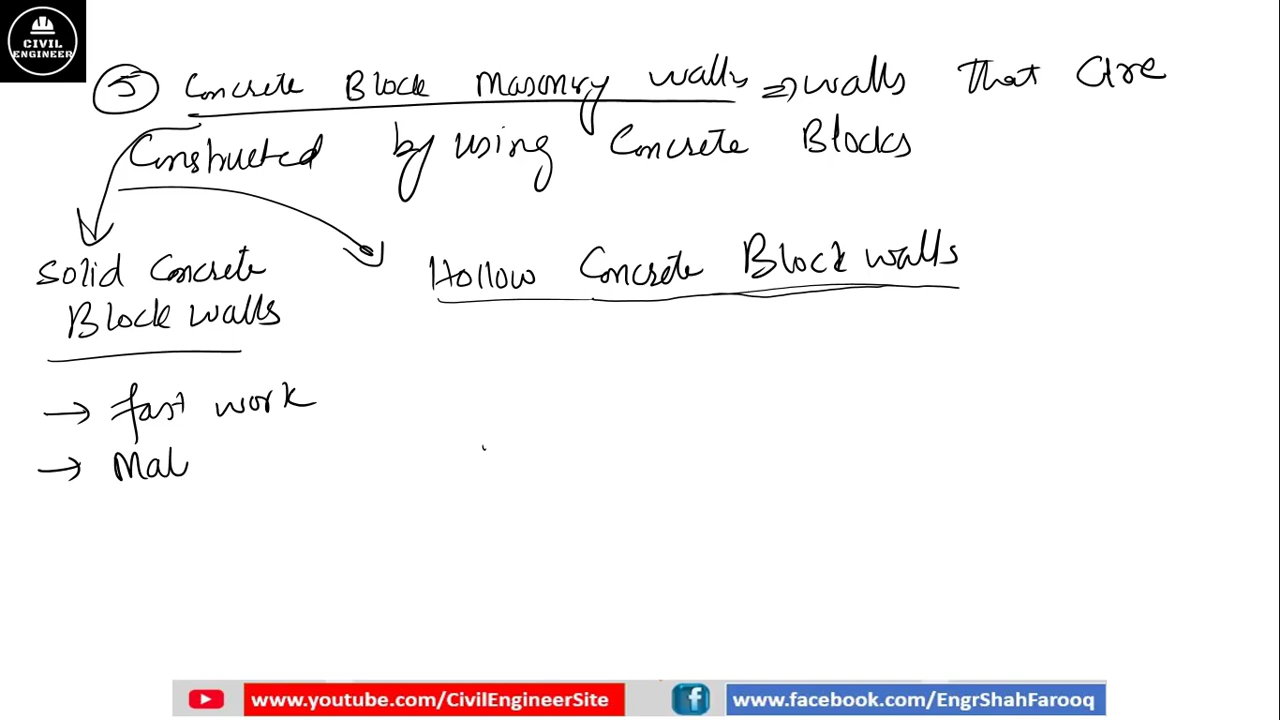 CIVIL
ENGINEER
5 Concrete Block Masonry walls => walls that are
Constructed by using Concrete Blocks
Solid Concrete
Block walls
Hollow Concrete Block walls
→ fast work
→ Mal
www.youtube.com/CivilEngineerSite
f www.facebook.com/EngrShahFarooq